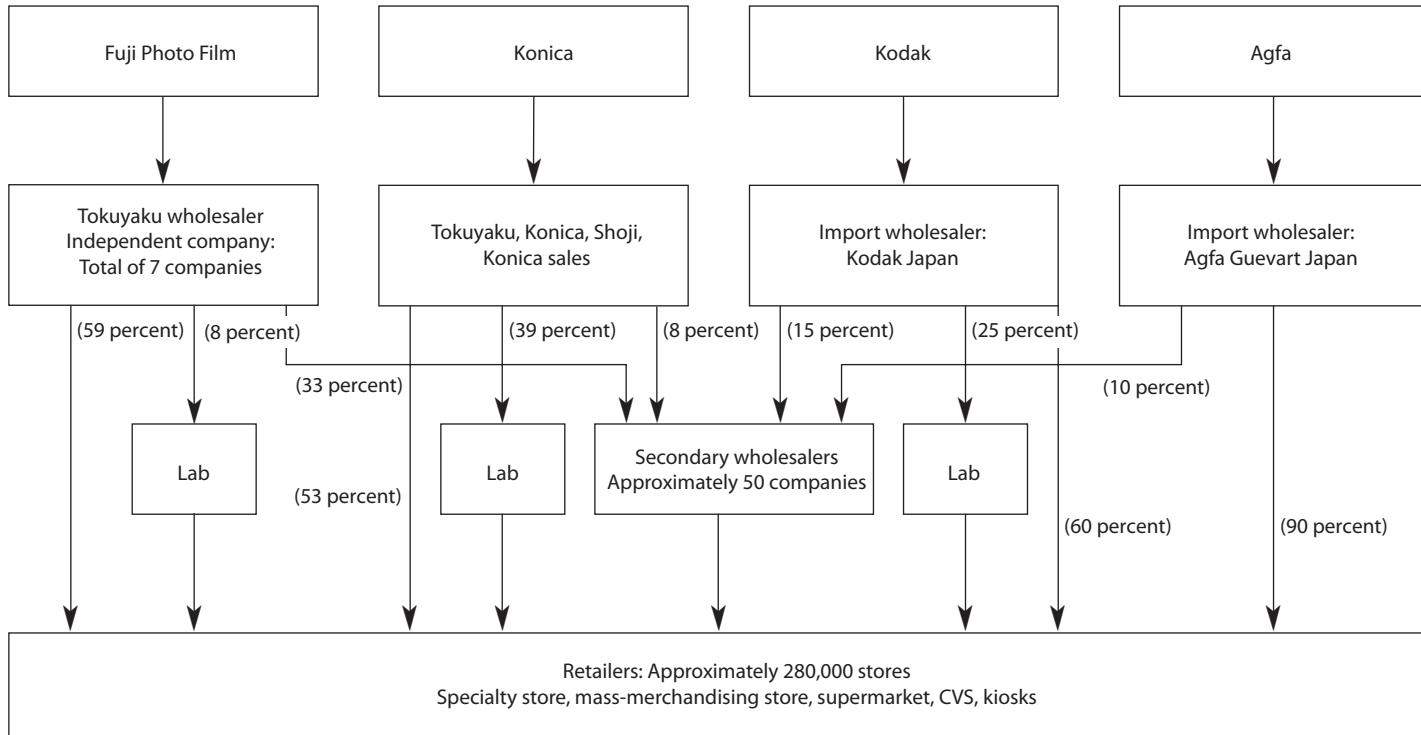 Fuji Photo Film
Konica
Kodak
Agfa
Tokuyaku wholesaler
Independent company:
Total of 7 companies
Tokuyaku, Konica, Shoji,
Konica sales
Import wholesaler:
Kodak Japan
Import wholesaler:
Agfa Guevart Japan
(59 percent)
(8 percent)
(39 percent)
(8 percent)
(15 percent)
(25 percent)
(33 percent)
(10 percent)
Lab
Lab
Secondary wholesalers
Approximately 50 companies
Lab
(53 percent)
(60 percent)
(90 percent)
Retailers: Approximately 280,000 stores
Specialty store, mass-merchandising store, supermarket, CVS, kiosks